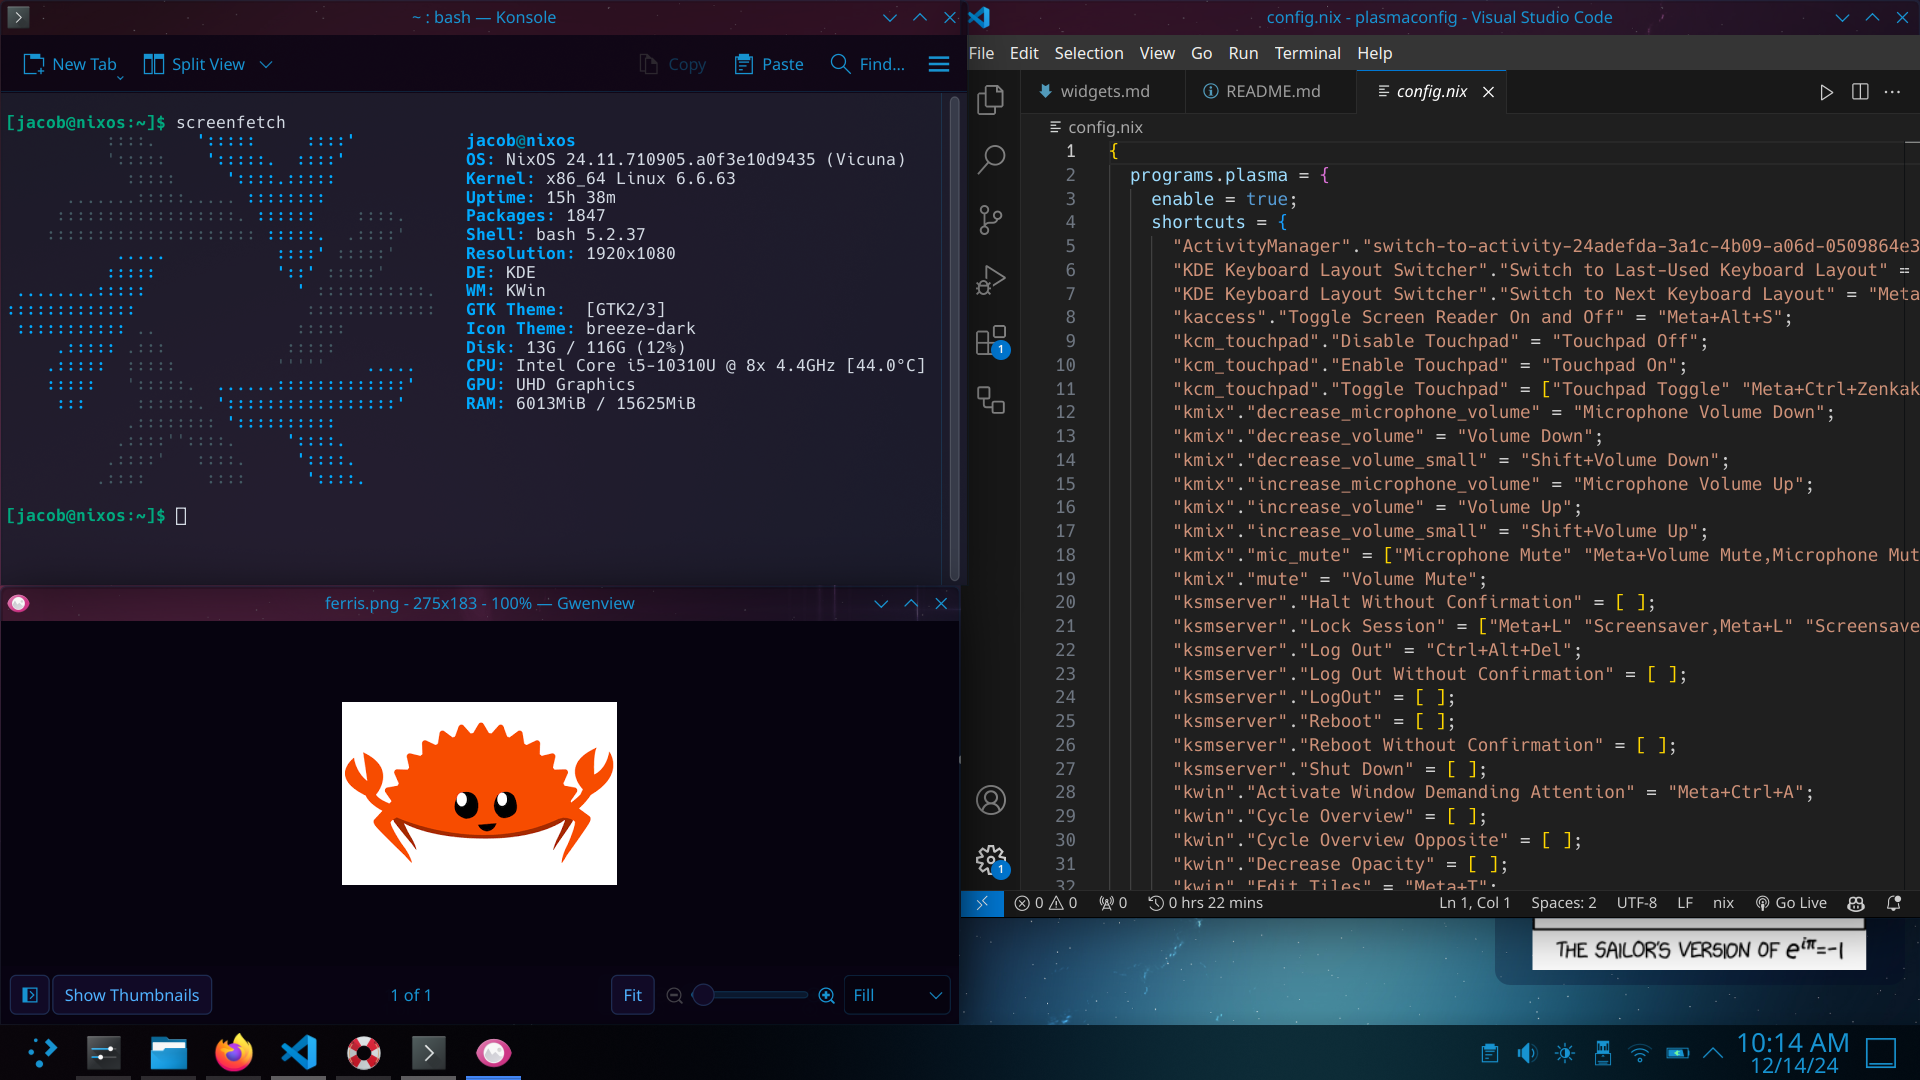 ~ : bash — Konsole
New Tab
Split View
Copy
Paste
Find...
[jacob@nixos:~]$ screenfetch
jacob@nixos
OS: NixOS 24.11.710905.a0f3e10d9435 (Vicuna)
Kernel: x86_64 Linux 6.6.63
Uptime: 15h 38m
Packages: 1847
Shell: bash 5.2.37
Resolution: 1920x1080
DE: KDE
WM: KWin
GTK Theme:  [GTK2/3]
Icon Theme: breeze-dark
Disk: 13G / 116G (12%)
CPU: Intel Core i5-10310U @ 8x 4.4GHz [44.0°C]
GPU: UHD Graphics
RAM: 6013MiB / 15625MiB
[jacob@nixos:~]$
ferris.png - 275x183 - 100% — Gwenview
Show Thumbnails
1 of 1
Fit
Fill
config.nix - plasmaconfig - Visual Studio Code
File Edit Selection View Go Run Terminal Help
widgets.md
README.md
config.nix
config.nix
1 {
2 programs.plasma = {
3 enable = true;
4 shortcuts = {
5 "ActivityManager"."switch-to-activity-24adefda-3a1c-4b09-a06d-0509864e3
6 "KDE Keyboard Layout Switcher"."Switch to Last-Used Keyboard Layout" =
7 "KDE Keyboard Layout Switcher"."Switch to Next Keyboard Layout" = "Meta
8 "kaccess"."Toggle Screen Reader On and Off" = "Meta+Alt+S";
9 "kcm_touchpad"."Disable Touchpad" = "Touchpad Off";
10 "kcm_touchpad"."Enable Touchpad" = "Touchpad On";
11 "kcm_touchpad"."Toggle Touchpad" = ["Touchpad Toggle" "Meta+Ctrl+Zenkak
12 "kmix"."decrease_microphone_volume" = "Microphone Volume Down";
13 "kmix"."decrease_volume" = "Volume Down";
14 "kmix"."decrease_volume_small" = "Shift+Volume Down";
15 "kmix"."increase_microphone_volume" = "Microphone Volume Up";
16 "kmix"."increase_volume" = "Volume Up";
17 "kmix"."increase_volume_small" = "Shift+Volume Up";
18 "kmix"."mic_mute" = ["Microphone Mute" "Meta+Volume Mute,Microphone Mut
19 "kmix"."mute" = "Volume Mute";
20 "ksmserver"."Halt Without Confirmation" = [ ];
21 "ksmserver"."Lock Session" = ["Meta+L" "Screensaver,Meta+L" "Screensave
22 "ksmserver"."Log Out" = "Ctrl+Alt+Del";
23 "ksmserver"."Log Out Without Confirmation" = [ ];
24 "ksmserver"."LogOut" = [ ];
25 "ksmserver"."Reboot" = [ ];
26 "ksmserver"."Reboot Without Confirmation" = [ ];
27 "ksmserver"."Shut Down" = [ ];
28 "kwin"."Activate Window Demanding Attention" = "Meta+Ctrl+A";
29 "kwin"."Cycle Overview" = [ ];
30 "kwin"."Cycle Overview Opposite" = [ ];
31 "kwin"."Decrease Opacity" = [ ];
32 "kwin"."Edit Tiles" = "Meta+T";
1
1
0 0 0 0 hrs 22 mins Ln 1, Col 1 Spaces: 2 UTF-8 LF nix Go Live
THE SAILOR'S VERSION OF e^iπ=-1
10:14 AM
12/14/24